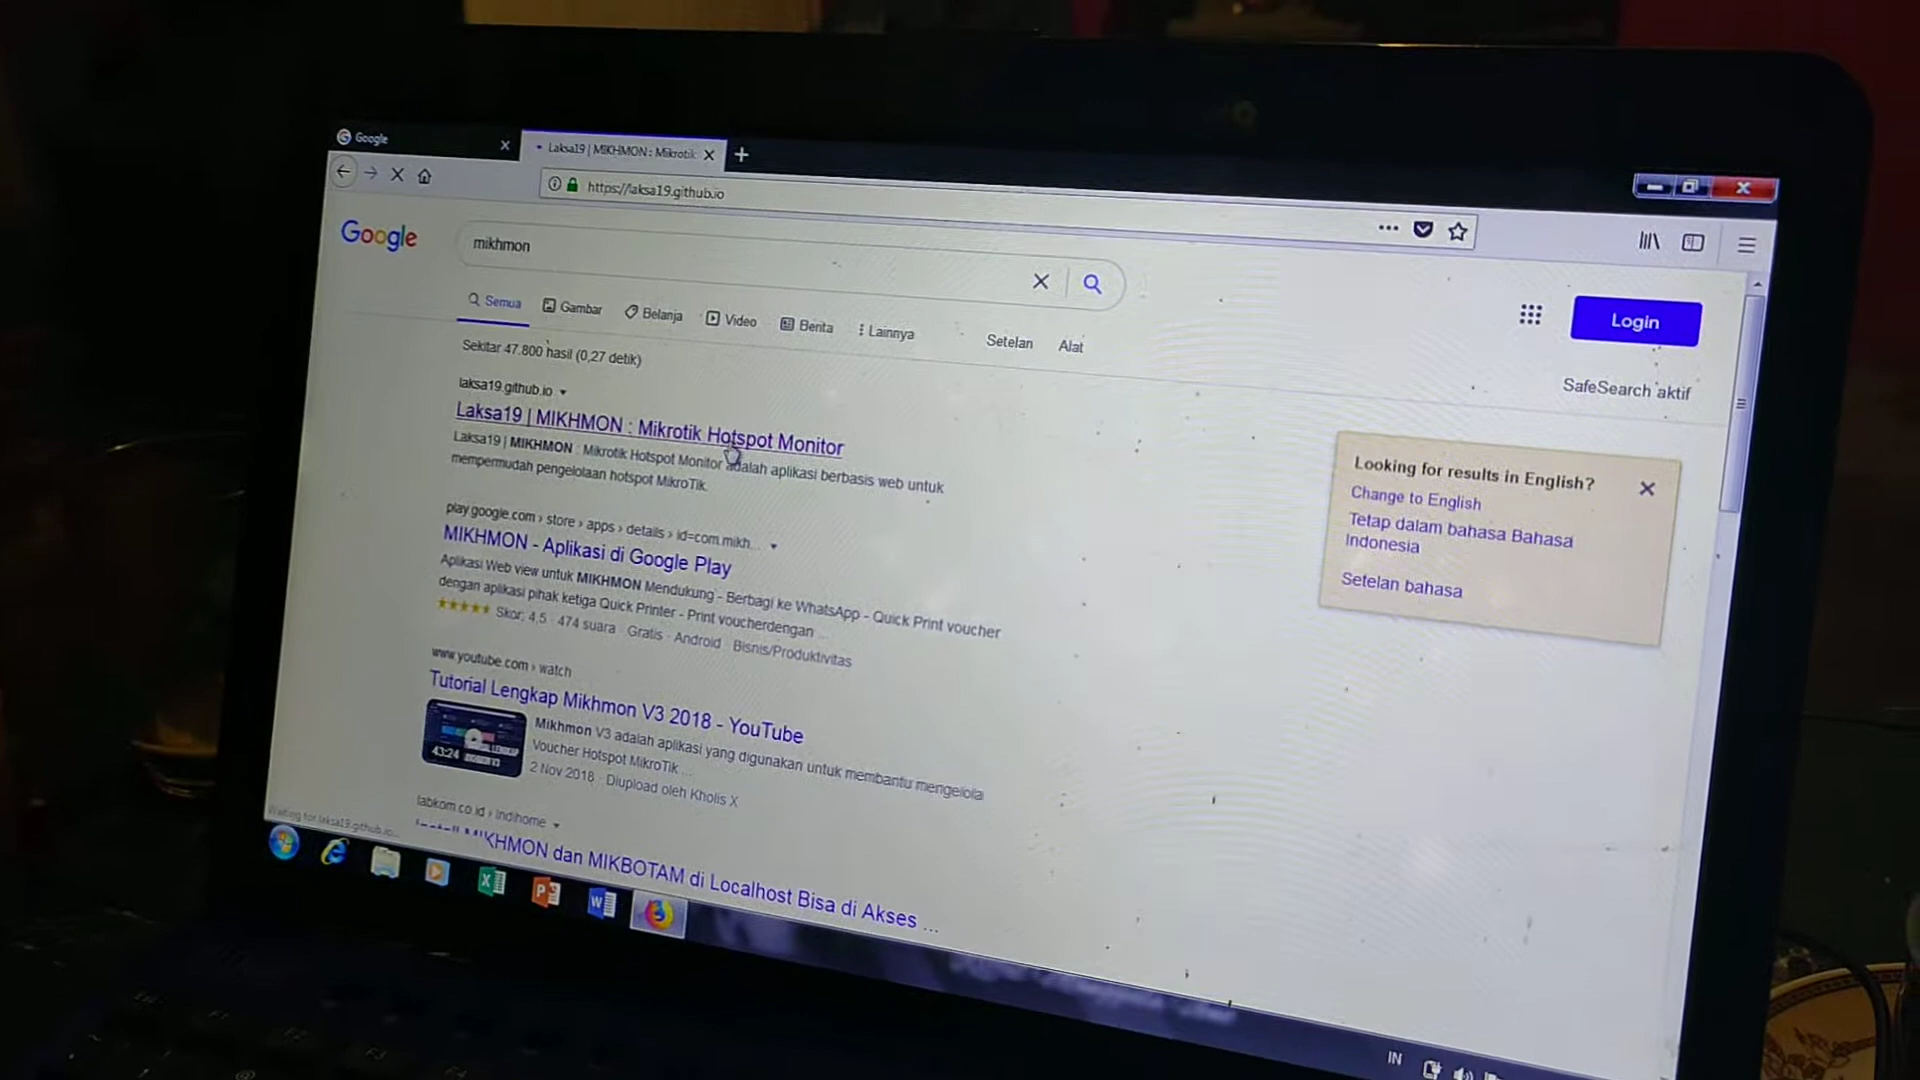 Google
Laksa19 | MIKHMON : Mikrotik
https://laksa19.github.io
Google
mikhmon
Semua
Gambar
Belanja
Video
Berita
Lainnya
Setelan
Alat
Login
Sekitar 47.800 hasil (0,27 detik)
SafeSearch aktif
laksa19.github.io
Laksa19 | MIKHMON : Mikrotik Hotspot Monitor
Laksa19 | MIKHMON : Mikrotik Hotspot Monitor adalah aplikasi berbasis web untuk
mempermudah pengelolaan hotspot MikroTik.
Looking for results in English?
Change to English
Tetap dalam bahasa Bahasa
Indonesia
Setelan bahasa
play.google.com › store › apps › details › id=com.mikh...
MIKHMON - Aplikasi di Google Play
Aplikasi Web view untuk MIKHMON Mendukung - Berbagi ke WhatsApp - Quick Print voucher
dengan aplikasi pihak ketiga Quick Printer - Print voucherdengan ...
Skor: 4,5 · 474 suara · Gratis · Android · Bisnis/Produktivitas
www.youtube.com › watch
Tutorial Lengkap Mikhmon V3 2018 - YouTube
43:24
Mikhmon V3 adalah aplikasi yang digunakan untuk membantu mengelolai
Voucher Hotspot MikroTik ...
2 Nov 2018 · Diupload oleh Kholis X
labkom.co.id › indihome
MIKHMON dan MIKBOTAM di Localhost Bisa di Akses ...
Waiting for laksa19.github.io...
IN